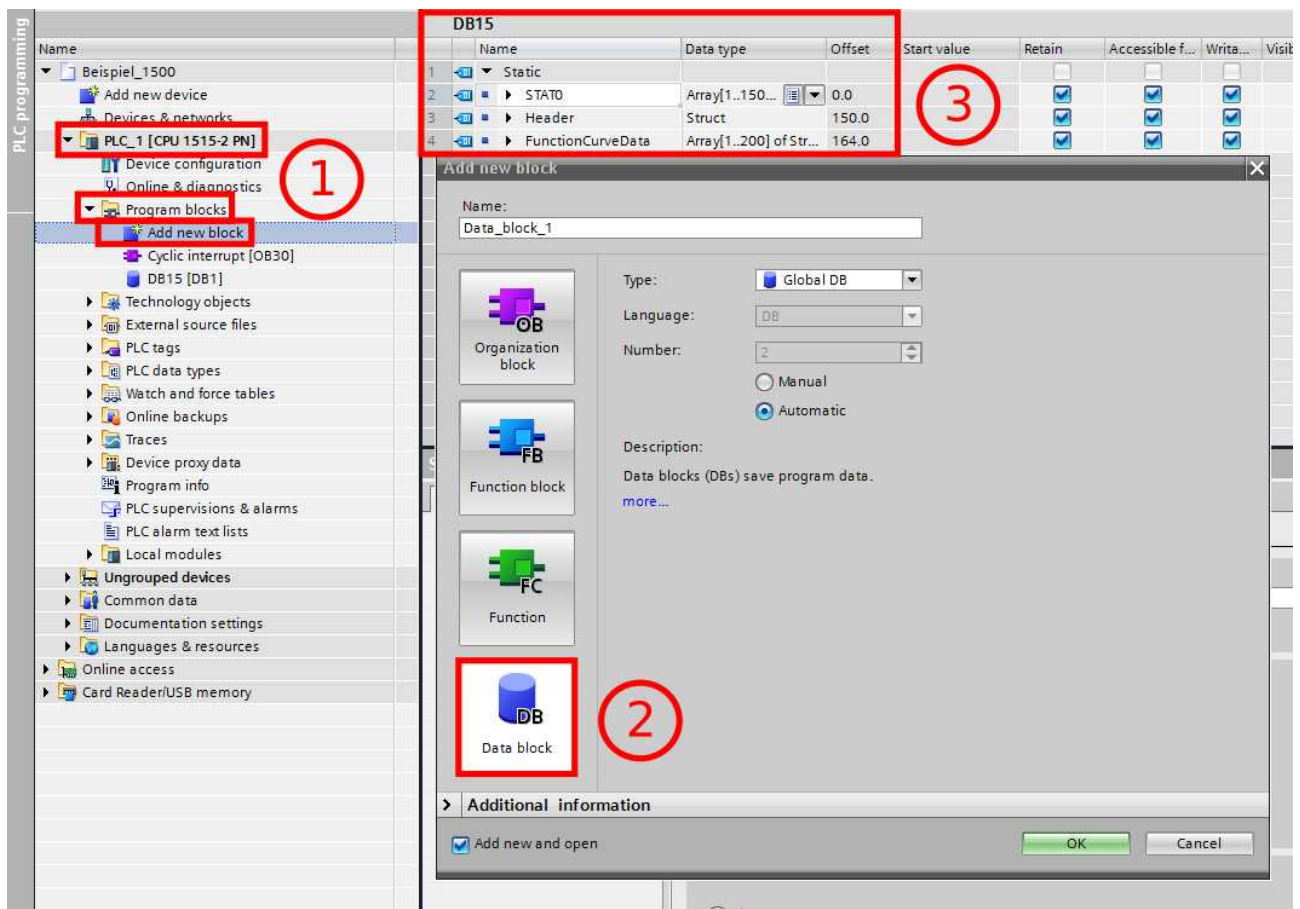 PLC programming
Name
Beispiel_1500
Add new device
Devices & networks
PLC_1 [CPU 1515-2 PN]
Device configuration
Online & diagnostics
Program blocks
Add new block
Cyclic interrupt [OB30]
DB15 [DB1]
Technology objects
External source files
PLC tags
PLC data types
Watch and force tables
Online backups
Traces
Device proxy data
Program info
PLC supervisions & alarms
PLC alarm text lists
Local modules
Ungrouped devices
Common data
Documentation settings
Languages & resources
Online access
Card Reader/USB memory
1
DB15
Name Data type Offset Start value Retain Accessible f... Writa... Visib
1 Static
2 STAT0 Array[1..150... 0.0
3 Header Struct 150.0
4 FunctionCurveData Array[1..200] of Str... 164.0
3
Add new block
Name:
Data_block_1
OB
Organization
block
FB
Function block
FC
Function
DB
Data block
2
Type: Global DB
Language: DB
Number: 2
Manual
Automatic
Description:
Data blocks (DBs) save program data.
more...
Additional information
Add new and open
OK Cancel